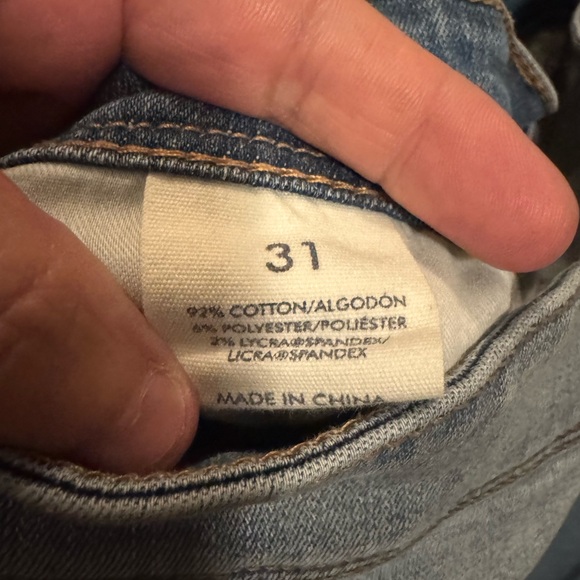 31
92% COTTON/ALGODÓN
6% POLYESTER/POLIÉSTER
2% LYCRA®SPANDEX/
LICRA®SPANDEX
MADE IN CHINA